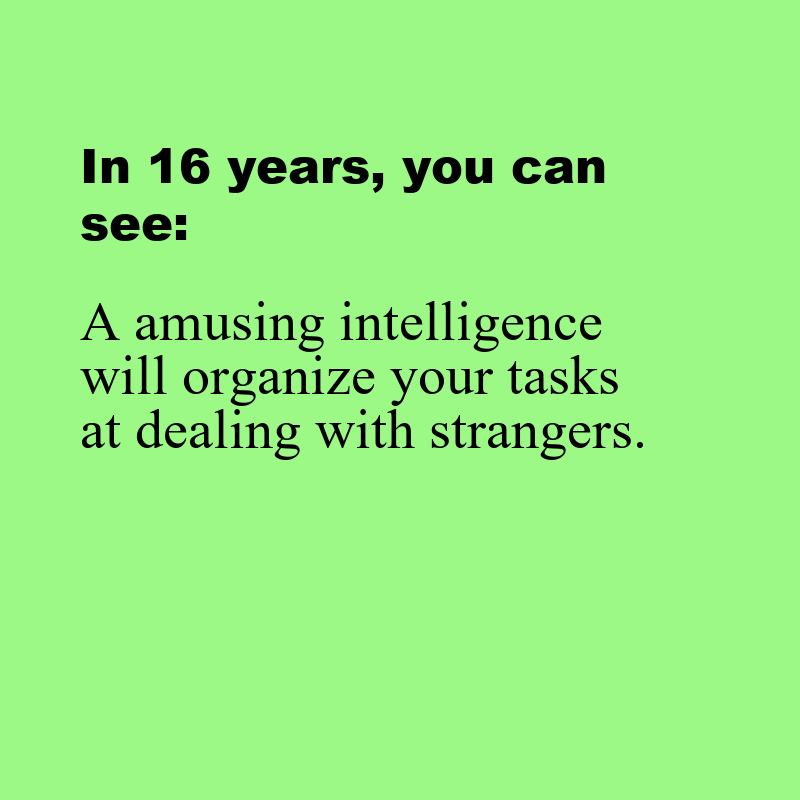 In 16 years, you can
see:
A amusing intelligence
will organize your tasks
at dealing with strangers.